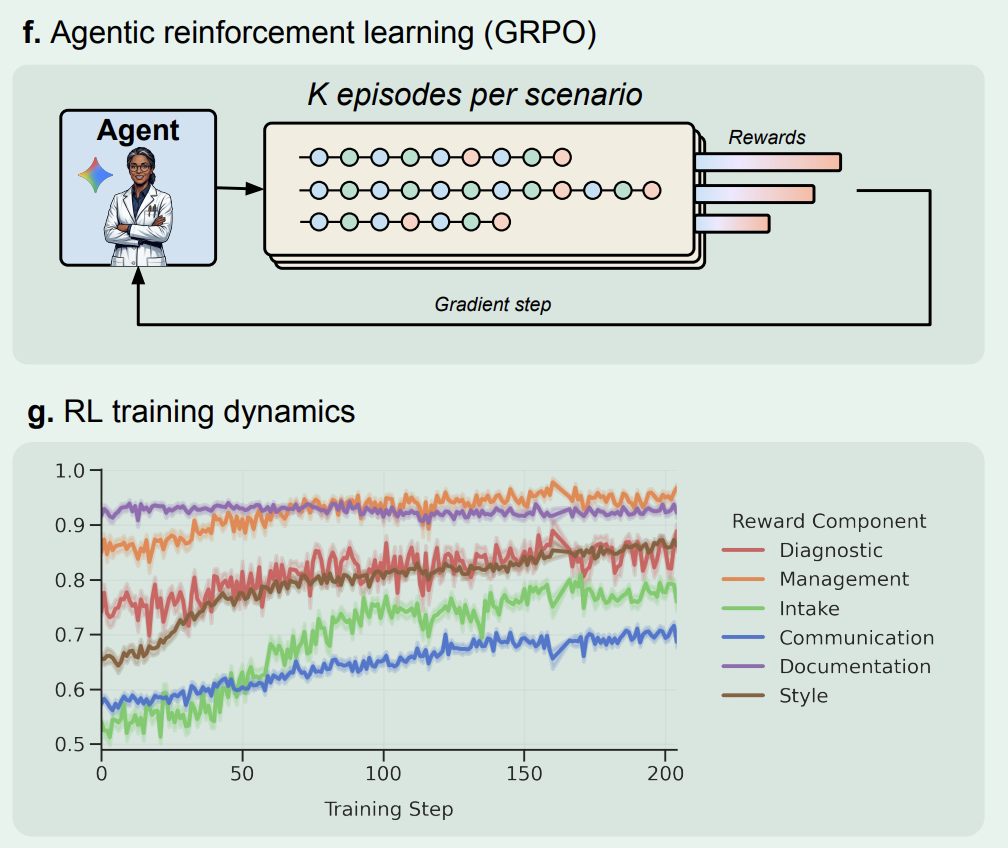 f. Agentic reinforcement learning (GRPO)
K episodes per scenario
Agent
Rewards
Gradient step
g. RL training dynamics
1.0
0.9
0.8
0.7
0.6
0.5
0
50
100
150
200
Training Step
Reward Component
Diagnostic
Management
Intake
Communication
Documentation
Style